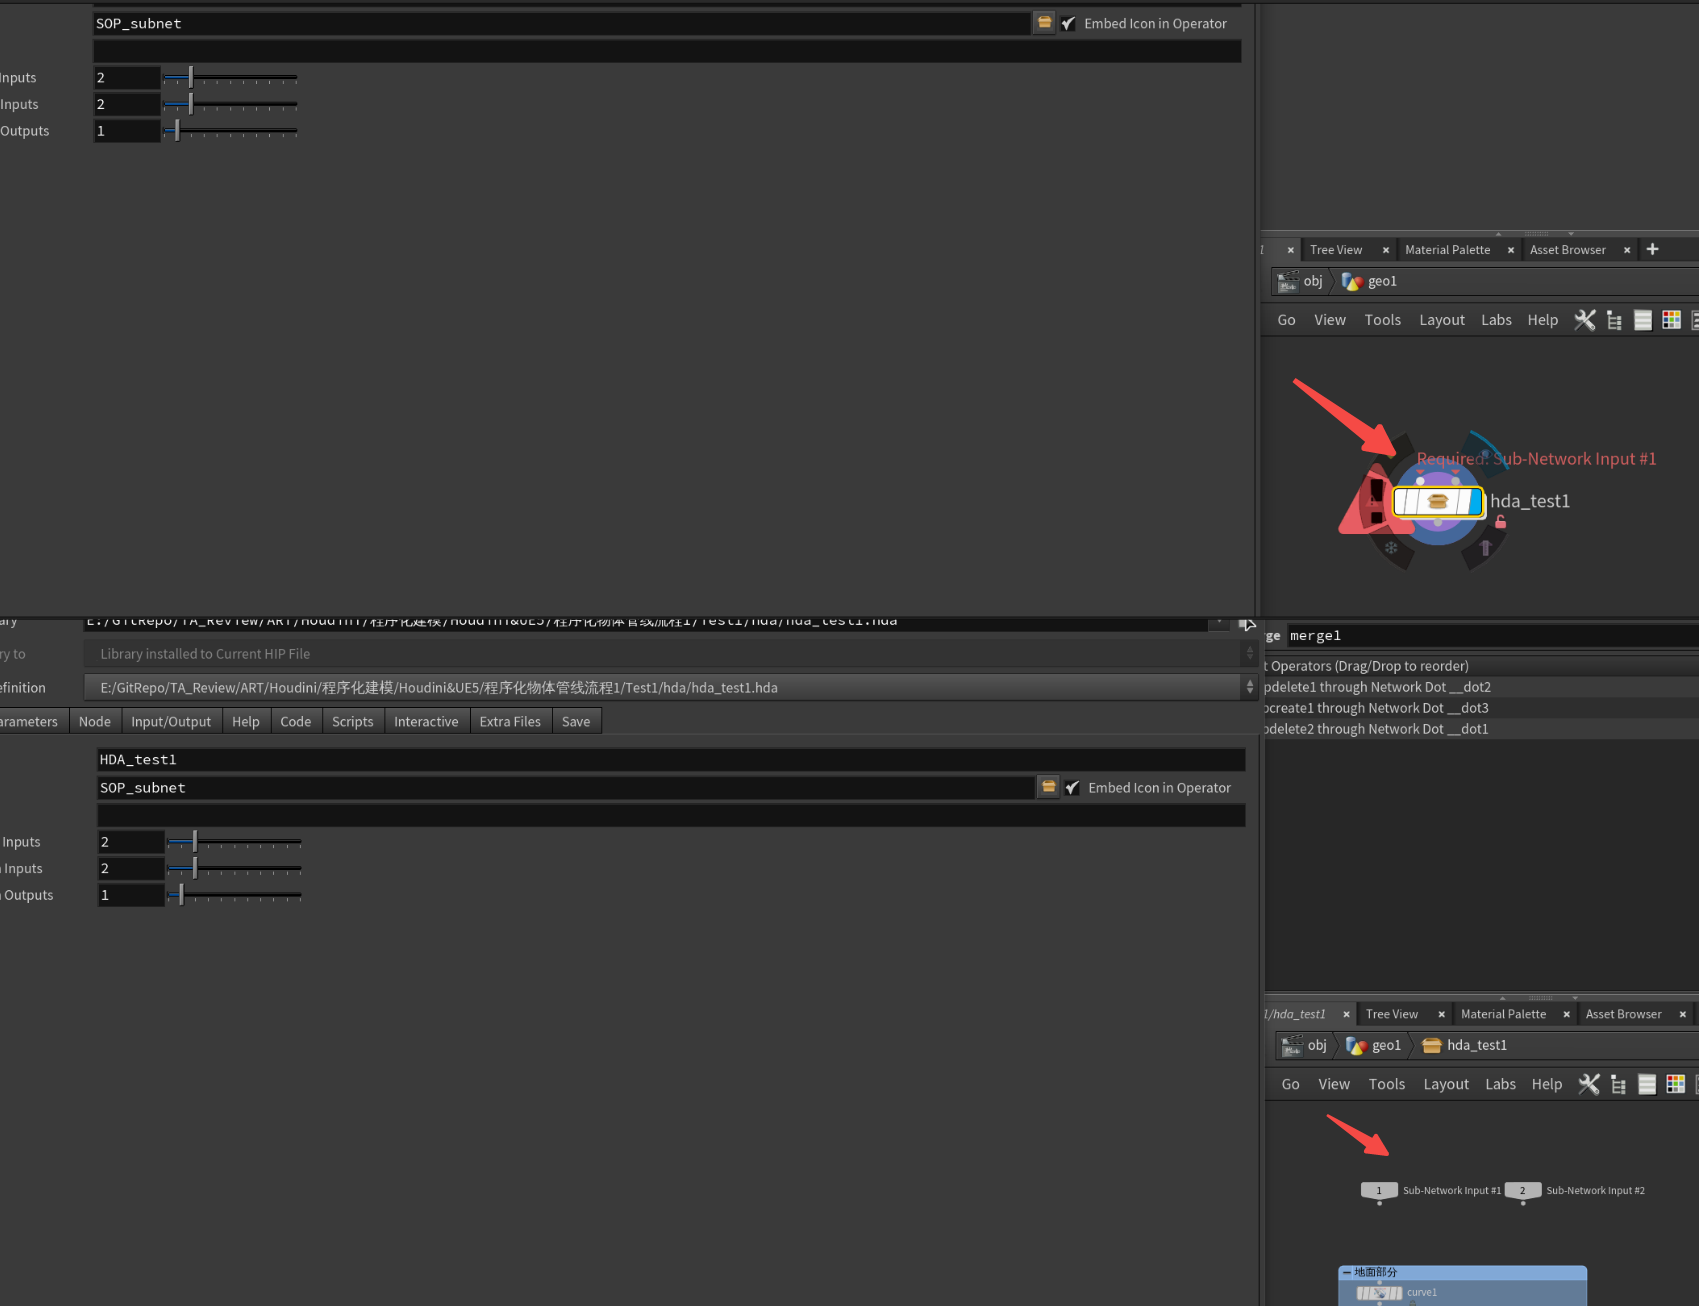 SOP_subnet
Embed Icon in Operator
Inputs 2
Inputs 2
Outputs 1
Tree View
Material Palette
Asset Browser
obj
geo1
Go View Tools Layout Labs Help
Required: Sub-Network Input #1
hda_test1
E:/GitRepo/TA_Review/ART/Houdini/程序化建模/Houdini&UE5/程序化物体管线流程1/Test1/hda/hda_test1.hda
ry to Library installed to Current HIP File
efinition E:/GitRepo/TA_Review/ART/Houdini/程序化建模/Houdini&UE5/程序化物体管线流程1/Test1/hda/hda_test1.hda
arameters Node Input/Output Help Code Scripts Interactive Extra Files Save
HDA_test1
SOP_subnet
Embed Icon in Operator
Inputs 2
Inputs 2
Outputs 1
ge merge1
t Operators (Drag/Drop to reorder)
pdelete1 through Network Dot __dot2
pcreate1 through Network Dot __dot3
pdelete2 through Network Dot __dot1
/hda_test1
Tree View
Material Palette
Asset Browser
obj
geo1
hda_test1
Go View Tools Layout Labs Help
1 Sub-Network Input #1
2 Sub-Network Input #2
地面部分
curve1